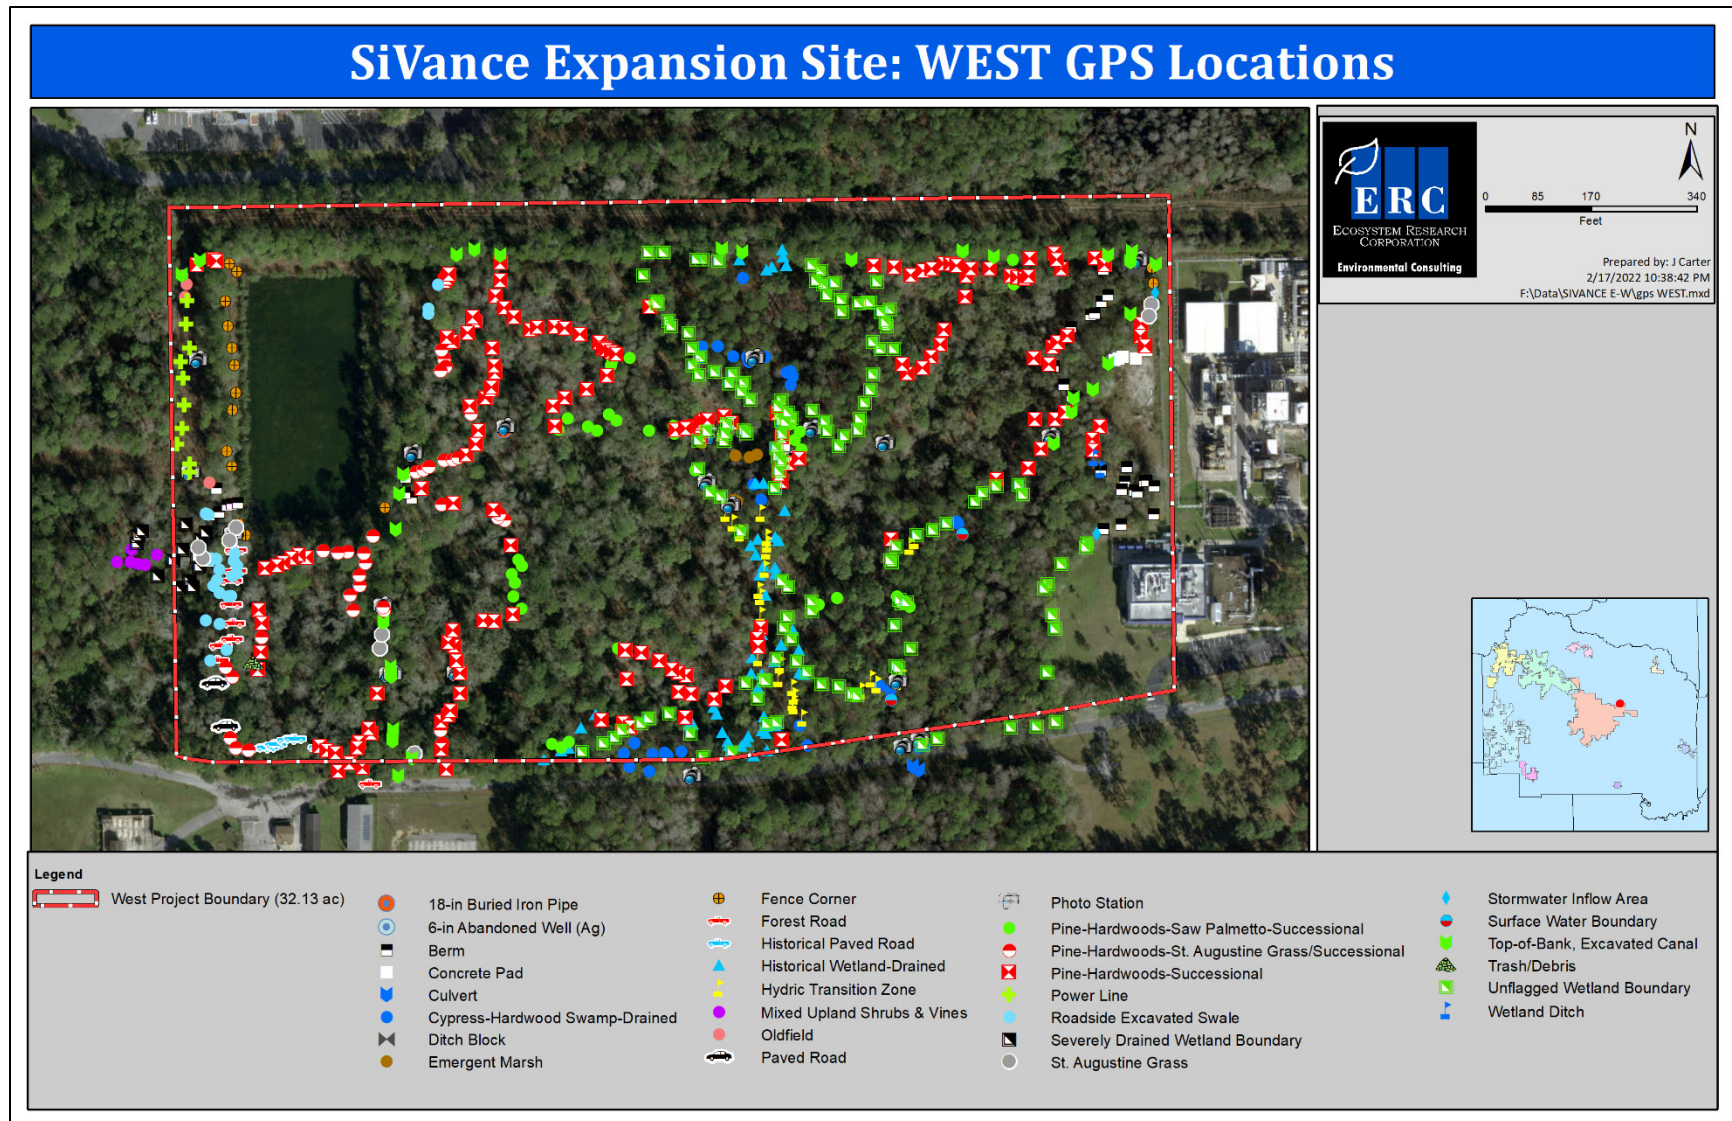 SiVance Expansion Site: WEST GPS Locations
ERC
ECOSYSTEM RESEARCH
CORPORATION
Environmental Consulting
N
0 85 170 340
Feet
Prepared by: J Carter
2/17/2022 10:38:42 PM
F:\Data\SIVANCE E-W\gps WEST.mxd
Legend
West Project Boundary (32.13 ac)
18-in Buried Iron Pipe
6-in Abandoned Well (Ag)
Berm
Concrete Pad
Culvert
Cypress-Hardwood Swamp-Drained
Ditch Block
Emergent Marsh
Fence Corner
Forest Road
Historical Paved Road
Historical Wetland-Drained
Hydric Transition Zone
Mixed Upland Shrubs & Vines
Oldfield
Paved Road
Photo Station
Pine-Hardwoods-Saw Palmetto-Successional
Pine-Hardwoods-St. Augustine Grass/Successional
Pine-Hardwoods-Successional
Power Line
Roadside Excavated Swale
Severely Drained Wetland Boundary
St. Augustine Grass
Stormwater Inflow Area
Surface Water Boundary
Top-of-Bank, Excavated Canal
Trash/Debris
Unflagged Wetland Boundary
Wetland Ditch